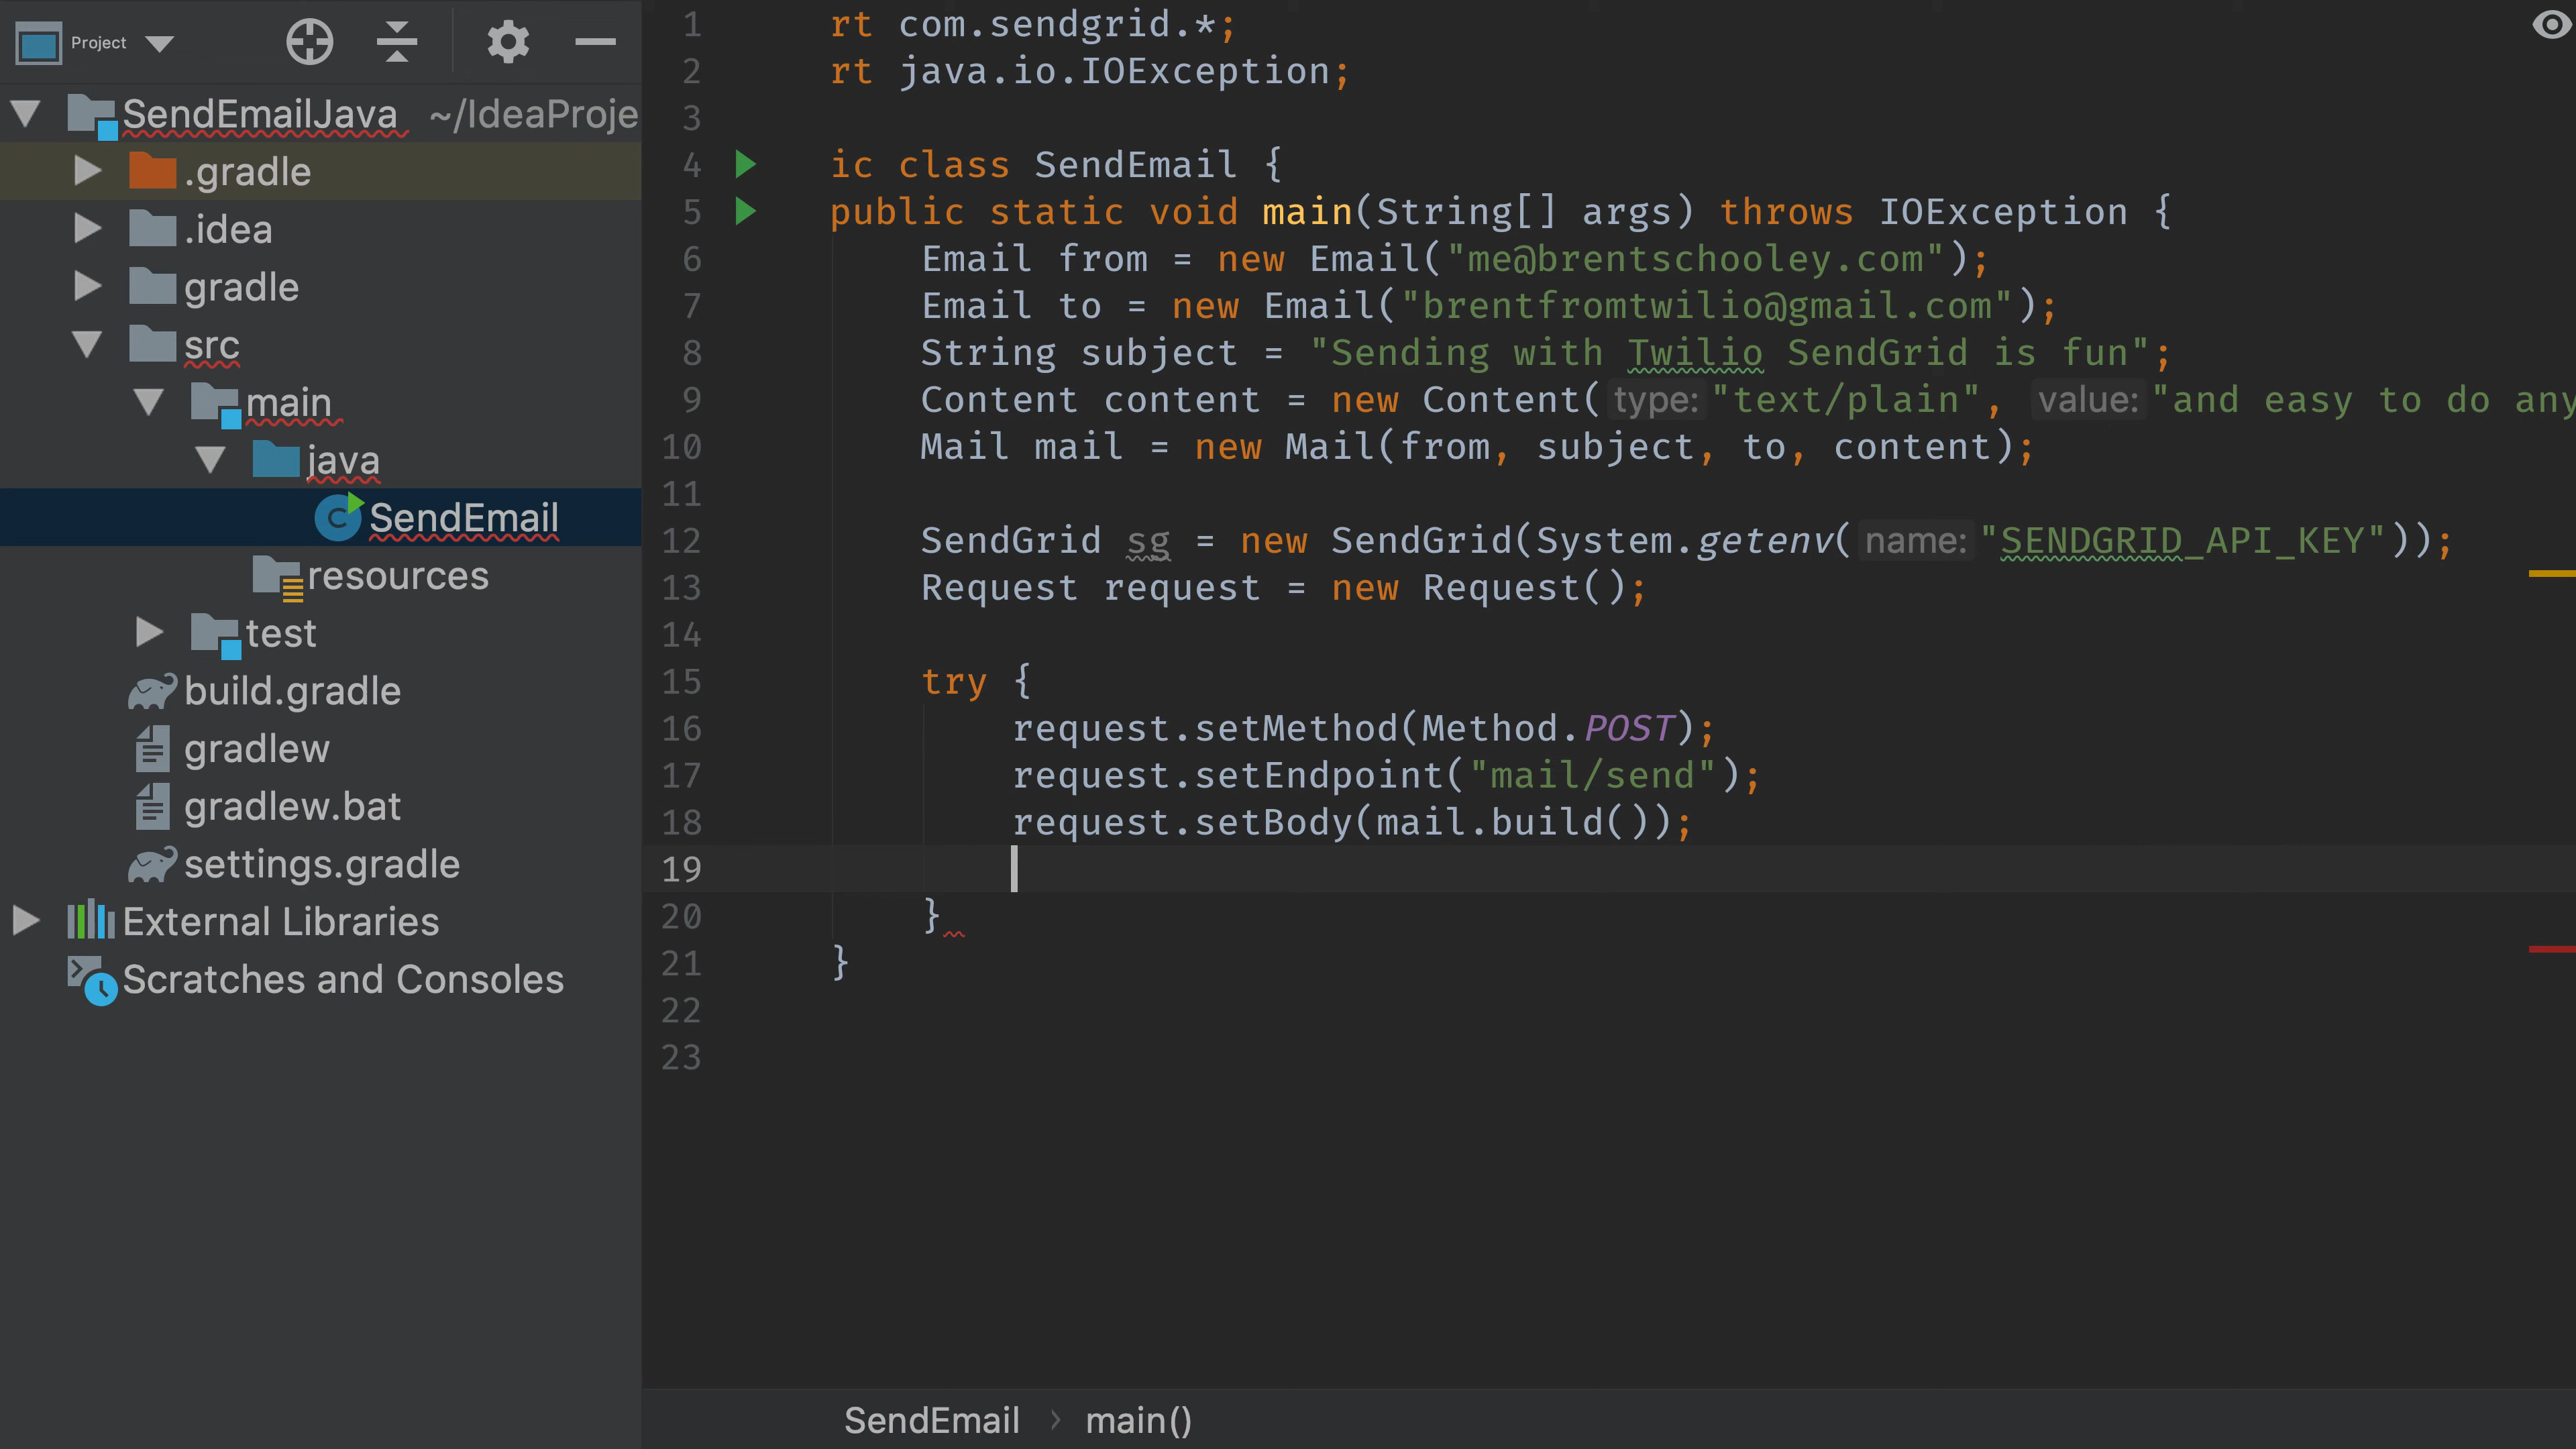 Project
SendEmailJava ~/IdeaProje
.gradle
.idea
gradle
src
main
java
SendEmail
resources
test
build.gradle
gradlew
gradlew.bat
settings.gradle
External Libraries
Scratches and Consoles
1 rt com.sendgrid.*;
2 rt java.io.IOException;
3
4 ic class SendEmail {
5 public static void main(String[] args) throws IOException {
6 Email from = new Email("me@brentschooley.com");
7 Email to = new Email("brentfromtwilio@gmail.com");
8 String subject = "Sending with Twilio SendGrid is fun";
9 Content content = new Content( type: "text/plain", value: "and easy to do any
10 Mail mail = new Mail(from, subject, to, content);
11
12 SendGrid sg = new SendGrid(System.getenv( name: "SENDGRID_API_KEY"));
13 Request request = new Request();
14
15 try {
16 request.setMethod(Method.POST);
17 request.setEndpoint("mail/send");
18 request.setBody(mail.build());
19
20 }
21 }
22
23
SendEmail › main()